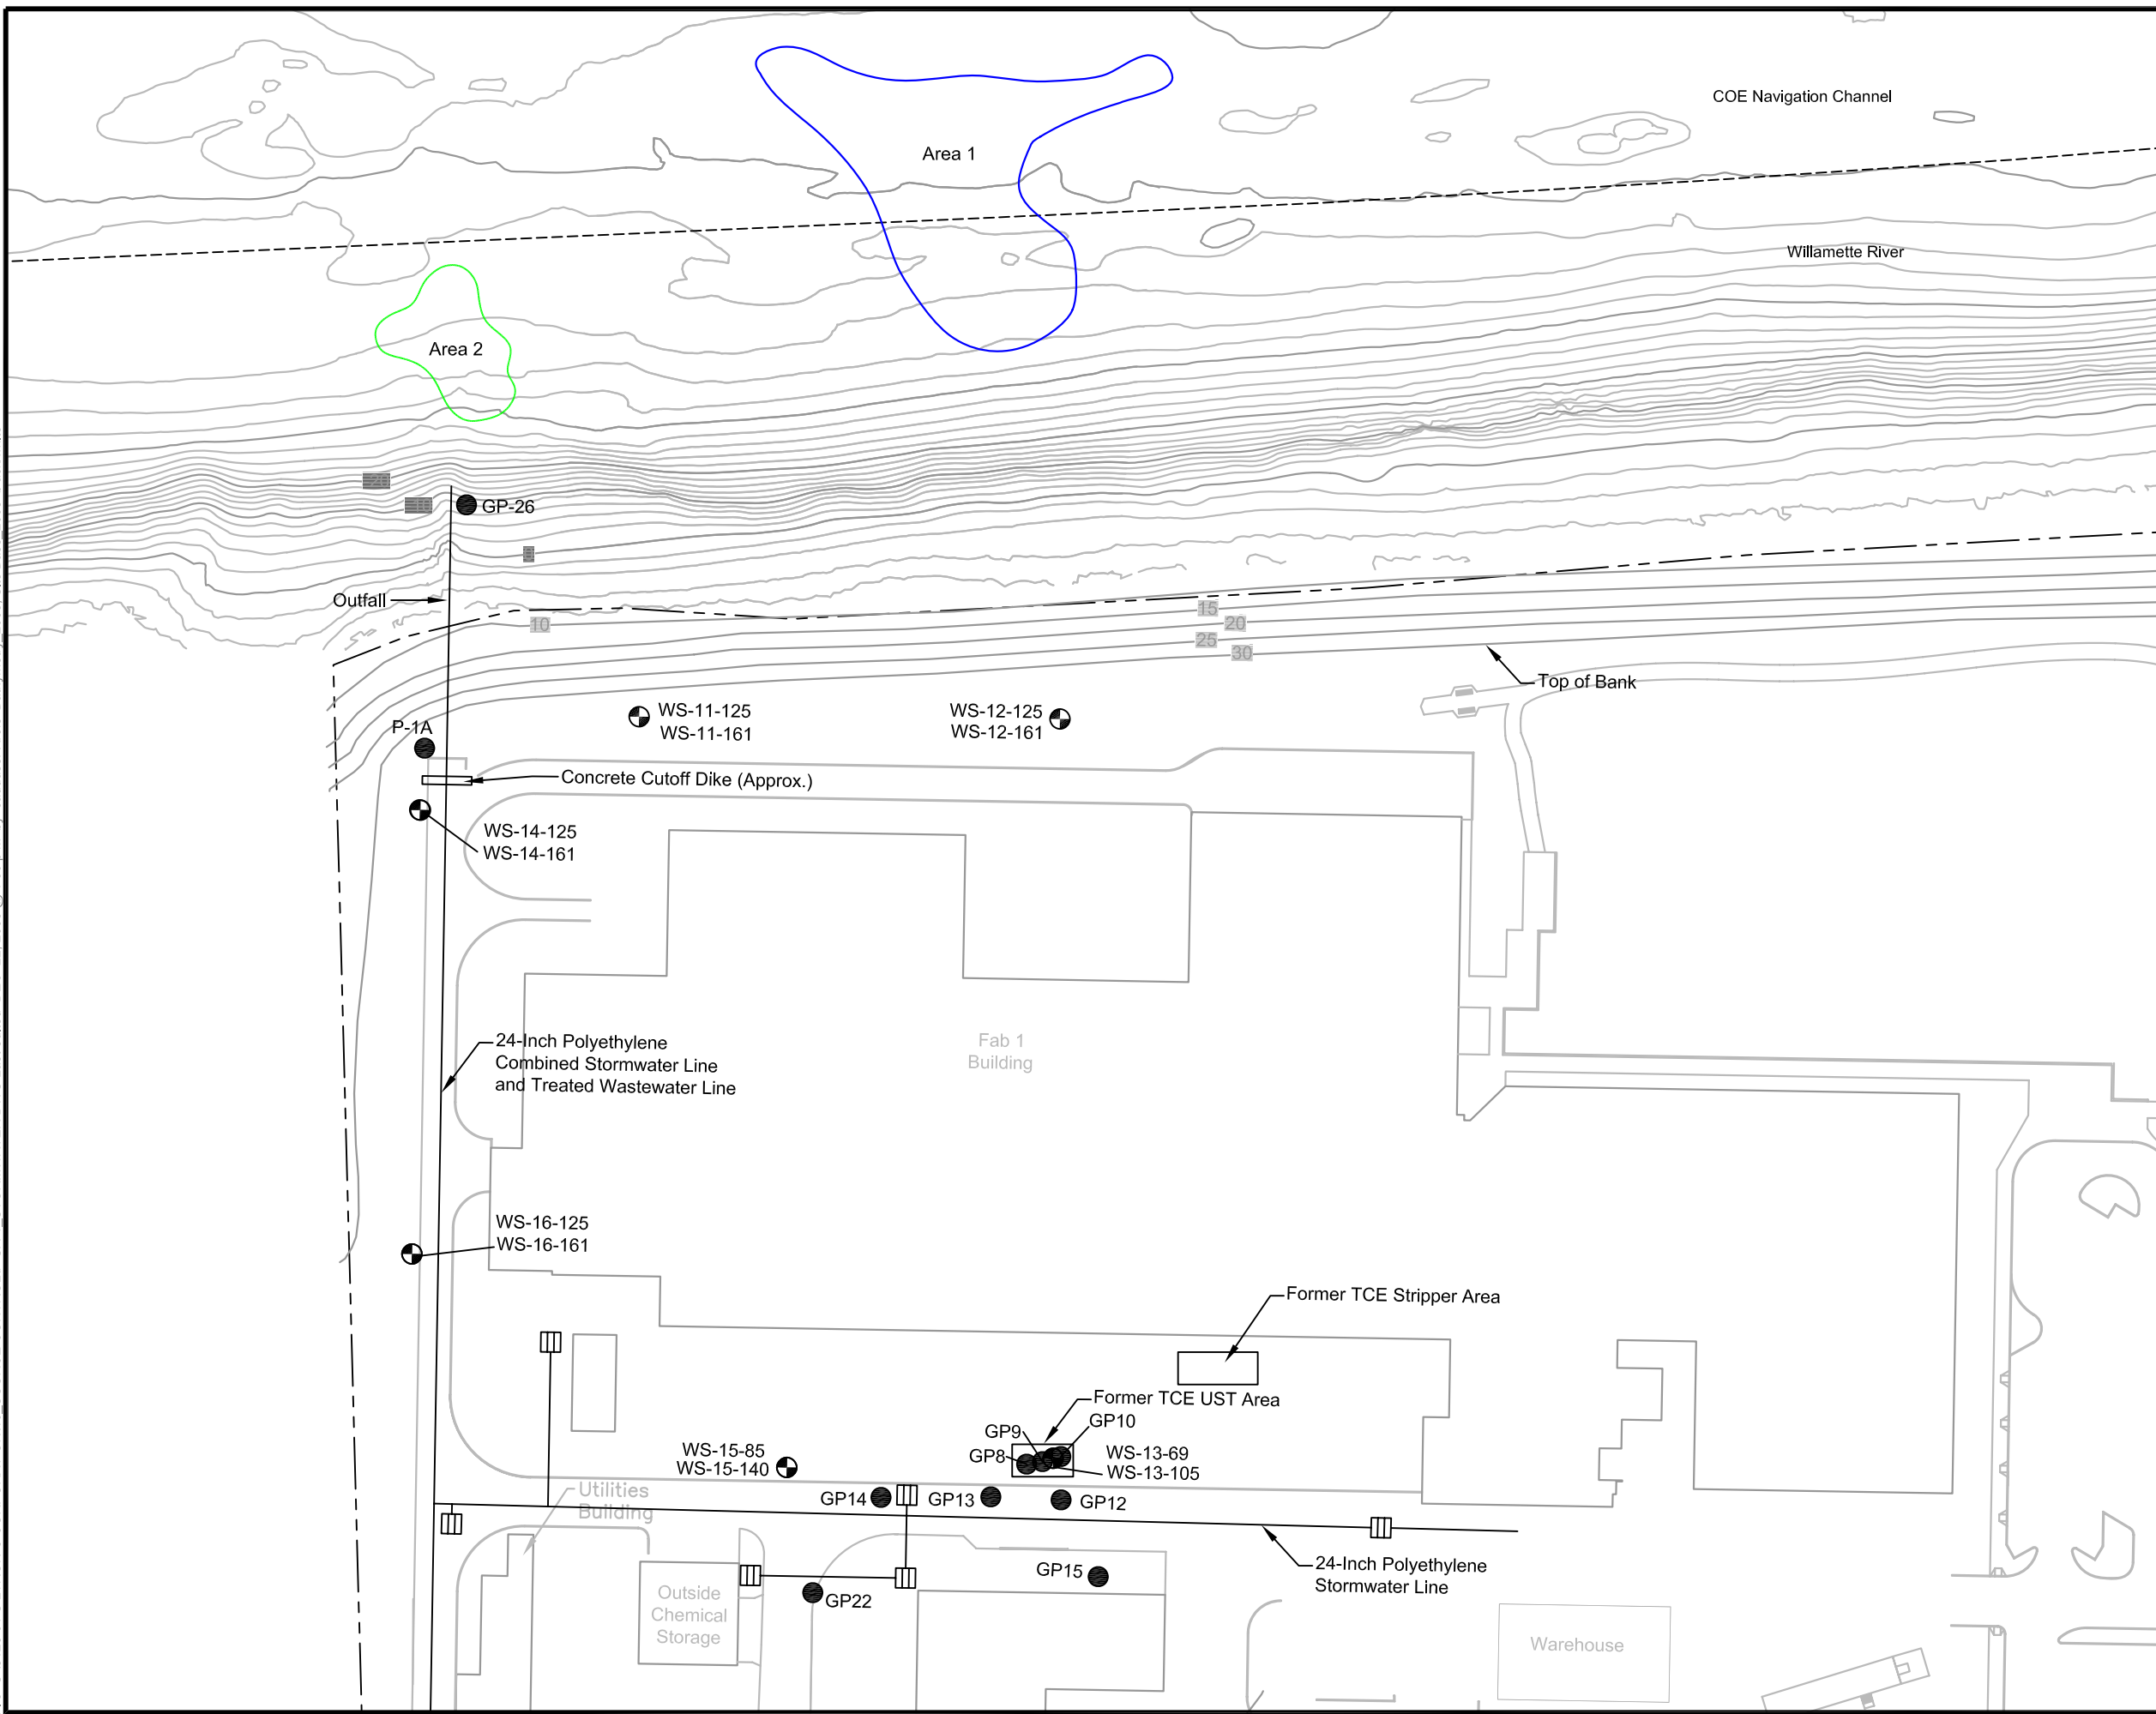 COE Navigation Channel
Area 1
Willamette River
Area 2
GP-26
Outfall
10
15
20
25
30
Top of Bank
WS-11-125
WS-11-161
WS-12-125
WS-12-161
P-1A
Concrete Cutoff Dike (Approx.)
WS-14-125
WS-14-161
24-Inch Polyethylene
Combined Stormwater Line
and Treated Wastewater Line
Fab 1
Building
WS-16-125
WS-16-161
Former TCE Stripper Area
Former TCE UST Area
GP10
GP9
GP8
WS-13-69
WS-13-105
WS-15-85
WS-15-140
GP14
GP13
GP12
Utilities
Building
24-Inch Polyethylene
Stormwater Line
GP15
GP22
Outside
Chemical
Storage
Warehouse